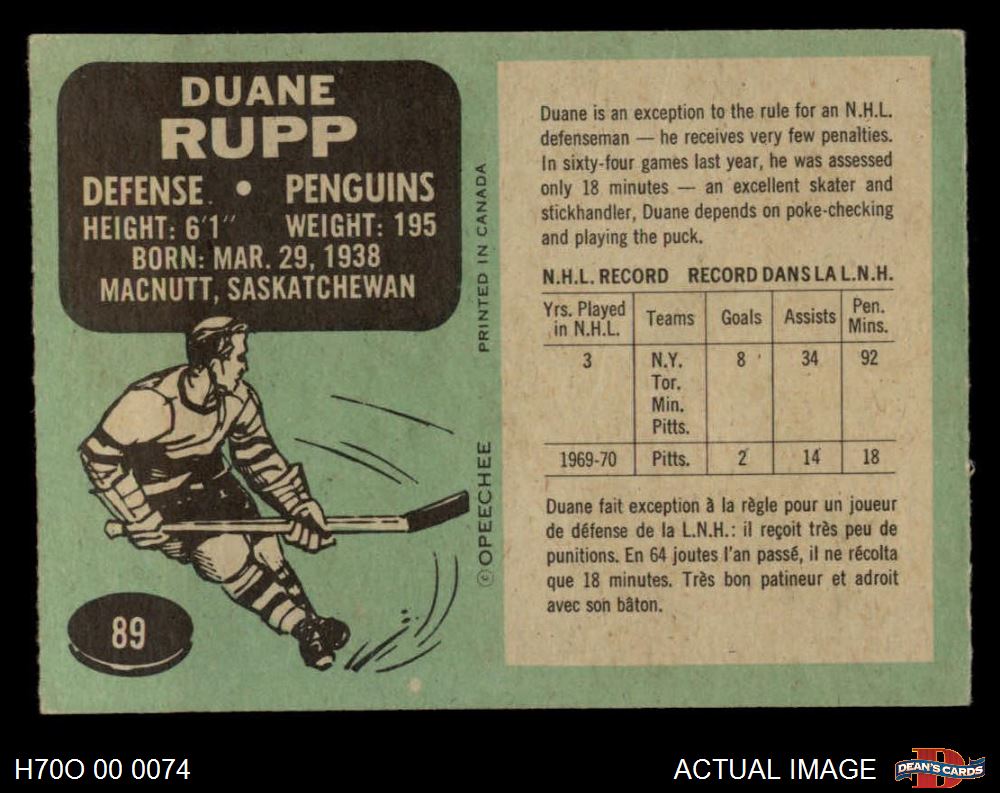 DUANE
RUPP
DEFENSE • PENGUINS
HEIGHT: 6'1" WEIGHT: 195
BORN: MAR. 29, 1938
MACNUTT, SASKATCHEWAN
89
PRINTED IN CANADA
©OPEECHEE
Duane is an exception to the rule for an N.H.L.
defenseman — he receives very few penalties.
In sixty-four games last year, he was assessed
only 18 minutes — an excellent skater and
stickhandler, Duane depends on poke-checking
and playing the puck.
N.H.L. RECORD RECORD DANS LA L.N.H.
Yrs. Played in N.H.L. Teams Goals Assists Pen. Mins.
3 N.Y. 8 34 92
Tor.
Min.
Pitts.
1969-70 Pitts. 2 14 18
Duane fait exception à la règle pour un joueur
de défense de la L.N.H.: il reçoit très peu de
punitions. En 64 joutes l'an passé, il ne récolta
que 18 minutes. Très bon patineur et adroit
avec son bâton.
H70O 00 0074
ACTUAL IMAGE
D
DEAN'S CARDS